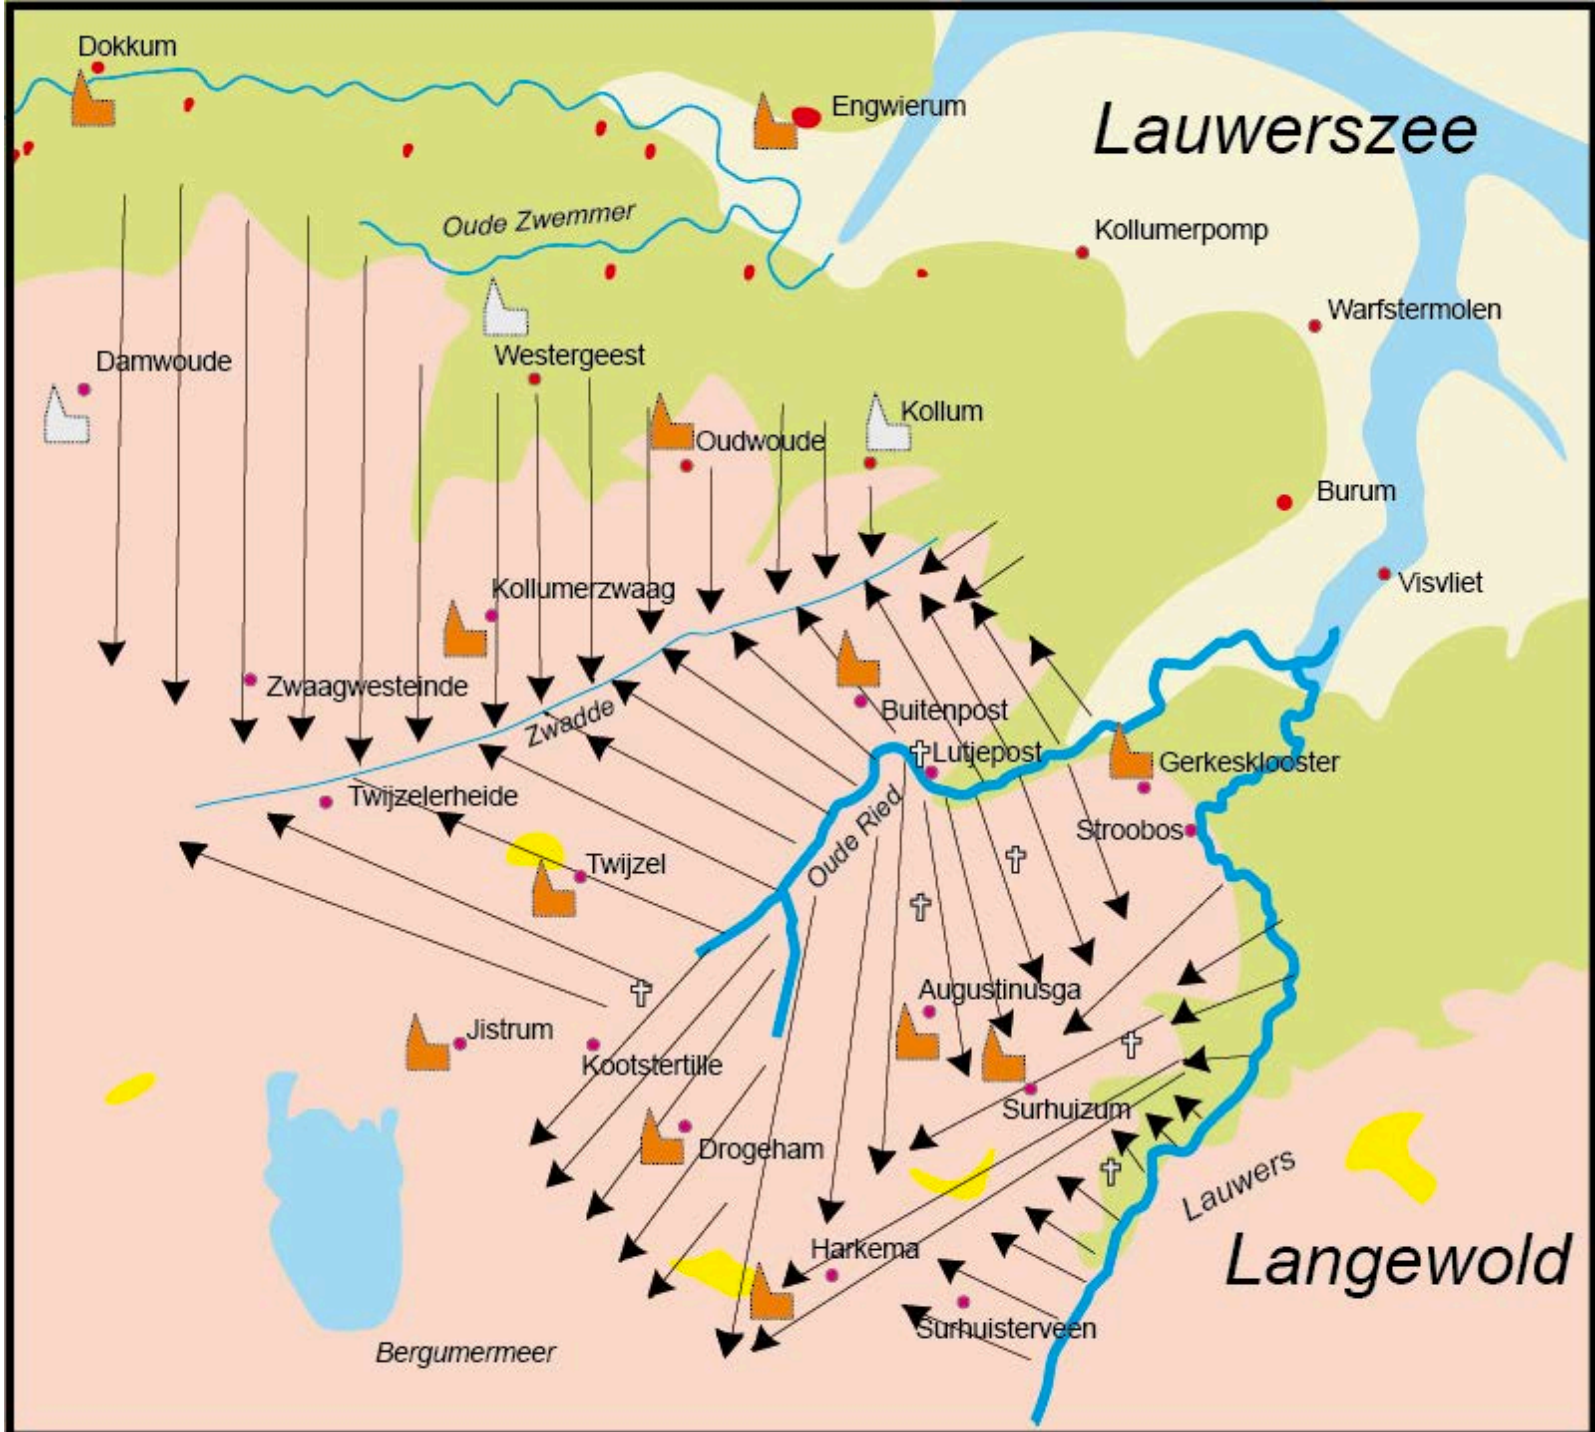 Dokkum
Engwierum
Lauwerszee
Oude Zwemmer
Kollumerpomp
Warfstermolen
Damwoude
Westergeest
Kollum
Oudwoude
Burum
Visvliet
Kollumerzwaag
Zwaagwesteinde
Zwadde
Buitenpost
Lutjepost
Gerkesklooster
Twijzelerheide
Oude Ried
Stroobos
Twijzel
Augustinusga
Jistrum
Kootstertille
Surhuizum
Drogeham
Lauwers
Harkema
Langewold
Surhuisterveen
Bergumermeer